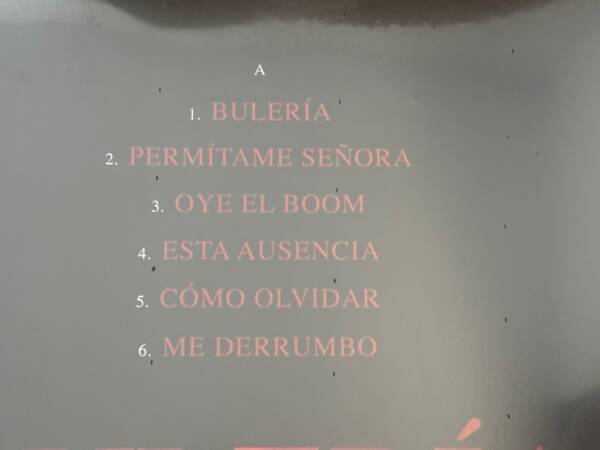 A
1. BULERÍA
2. PERMÍTAME SEÑORA
3. OYE EL BOOM
4. ESTA AUSENCIA
5. CÓMO OLVIDAR
6. ME DERRUMBO